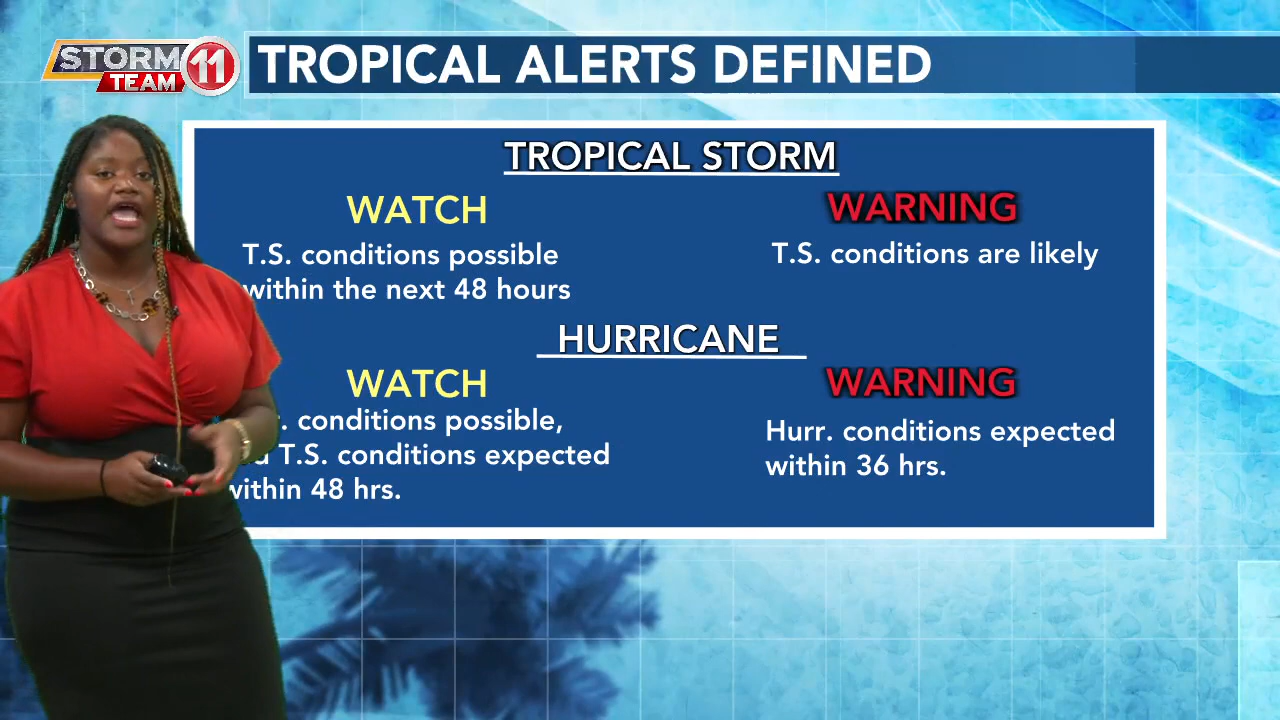 STORM
TEAM
11
TROPICAL ALERTS DEFINED
TROPICAL STORM
WATCH
WARNING
T.S. conditions possible
within the next 48 hours
T.S. conditions are likely
HURRICANE
WATCH
WARNING
conditions possible,
T.S. conditions expected
within 48 hrs.
Hurr. conditions expected
within 36 hrs.